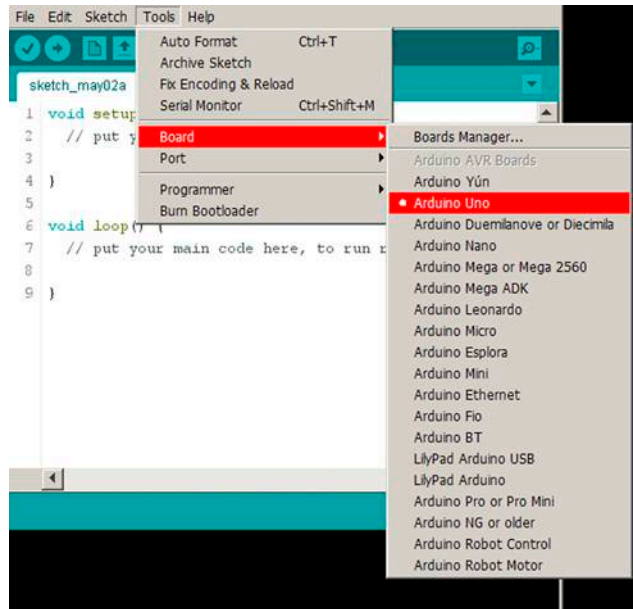 File Edit Sketch Tools Help
Auto Format Ctrl+T
Archive Sketch
Fix Encoding & Reload
Serial Monitor Ctrl+Shift+M
Board
Port
Programmer
Burn Bootloader
sketch_may02a
1 void setup
2 // put y
3
4 }
5
6 void loop() {
7 // put your main code here, to run r
8
9 }
Boards Manager...
Arduino AVR Boards
Arduino Yún
Arduino Uno
Arduino Duemilanove or Diecimila
Arduino Nano
Arduino Mega or Mega 2560
Arduino Mega ADK
Arduino Leonardo
Arduino Micro
Arduino Esplora
Arduino Mini
Arduino Ethernet
Arduino Fio
Arduino BT
LilyPad Arduino USB
LilyPad Arduino
Arduino Pro or Pro Mini
Arduino NG or older
Arduino Robot Control
Arduino Robot Motor